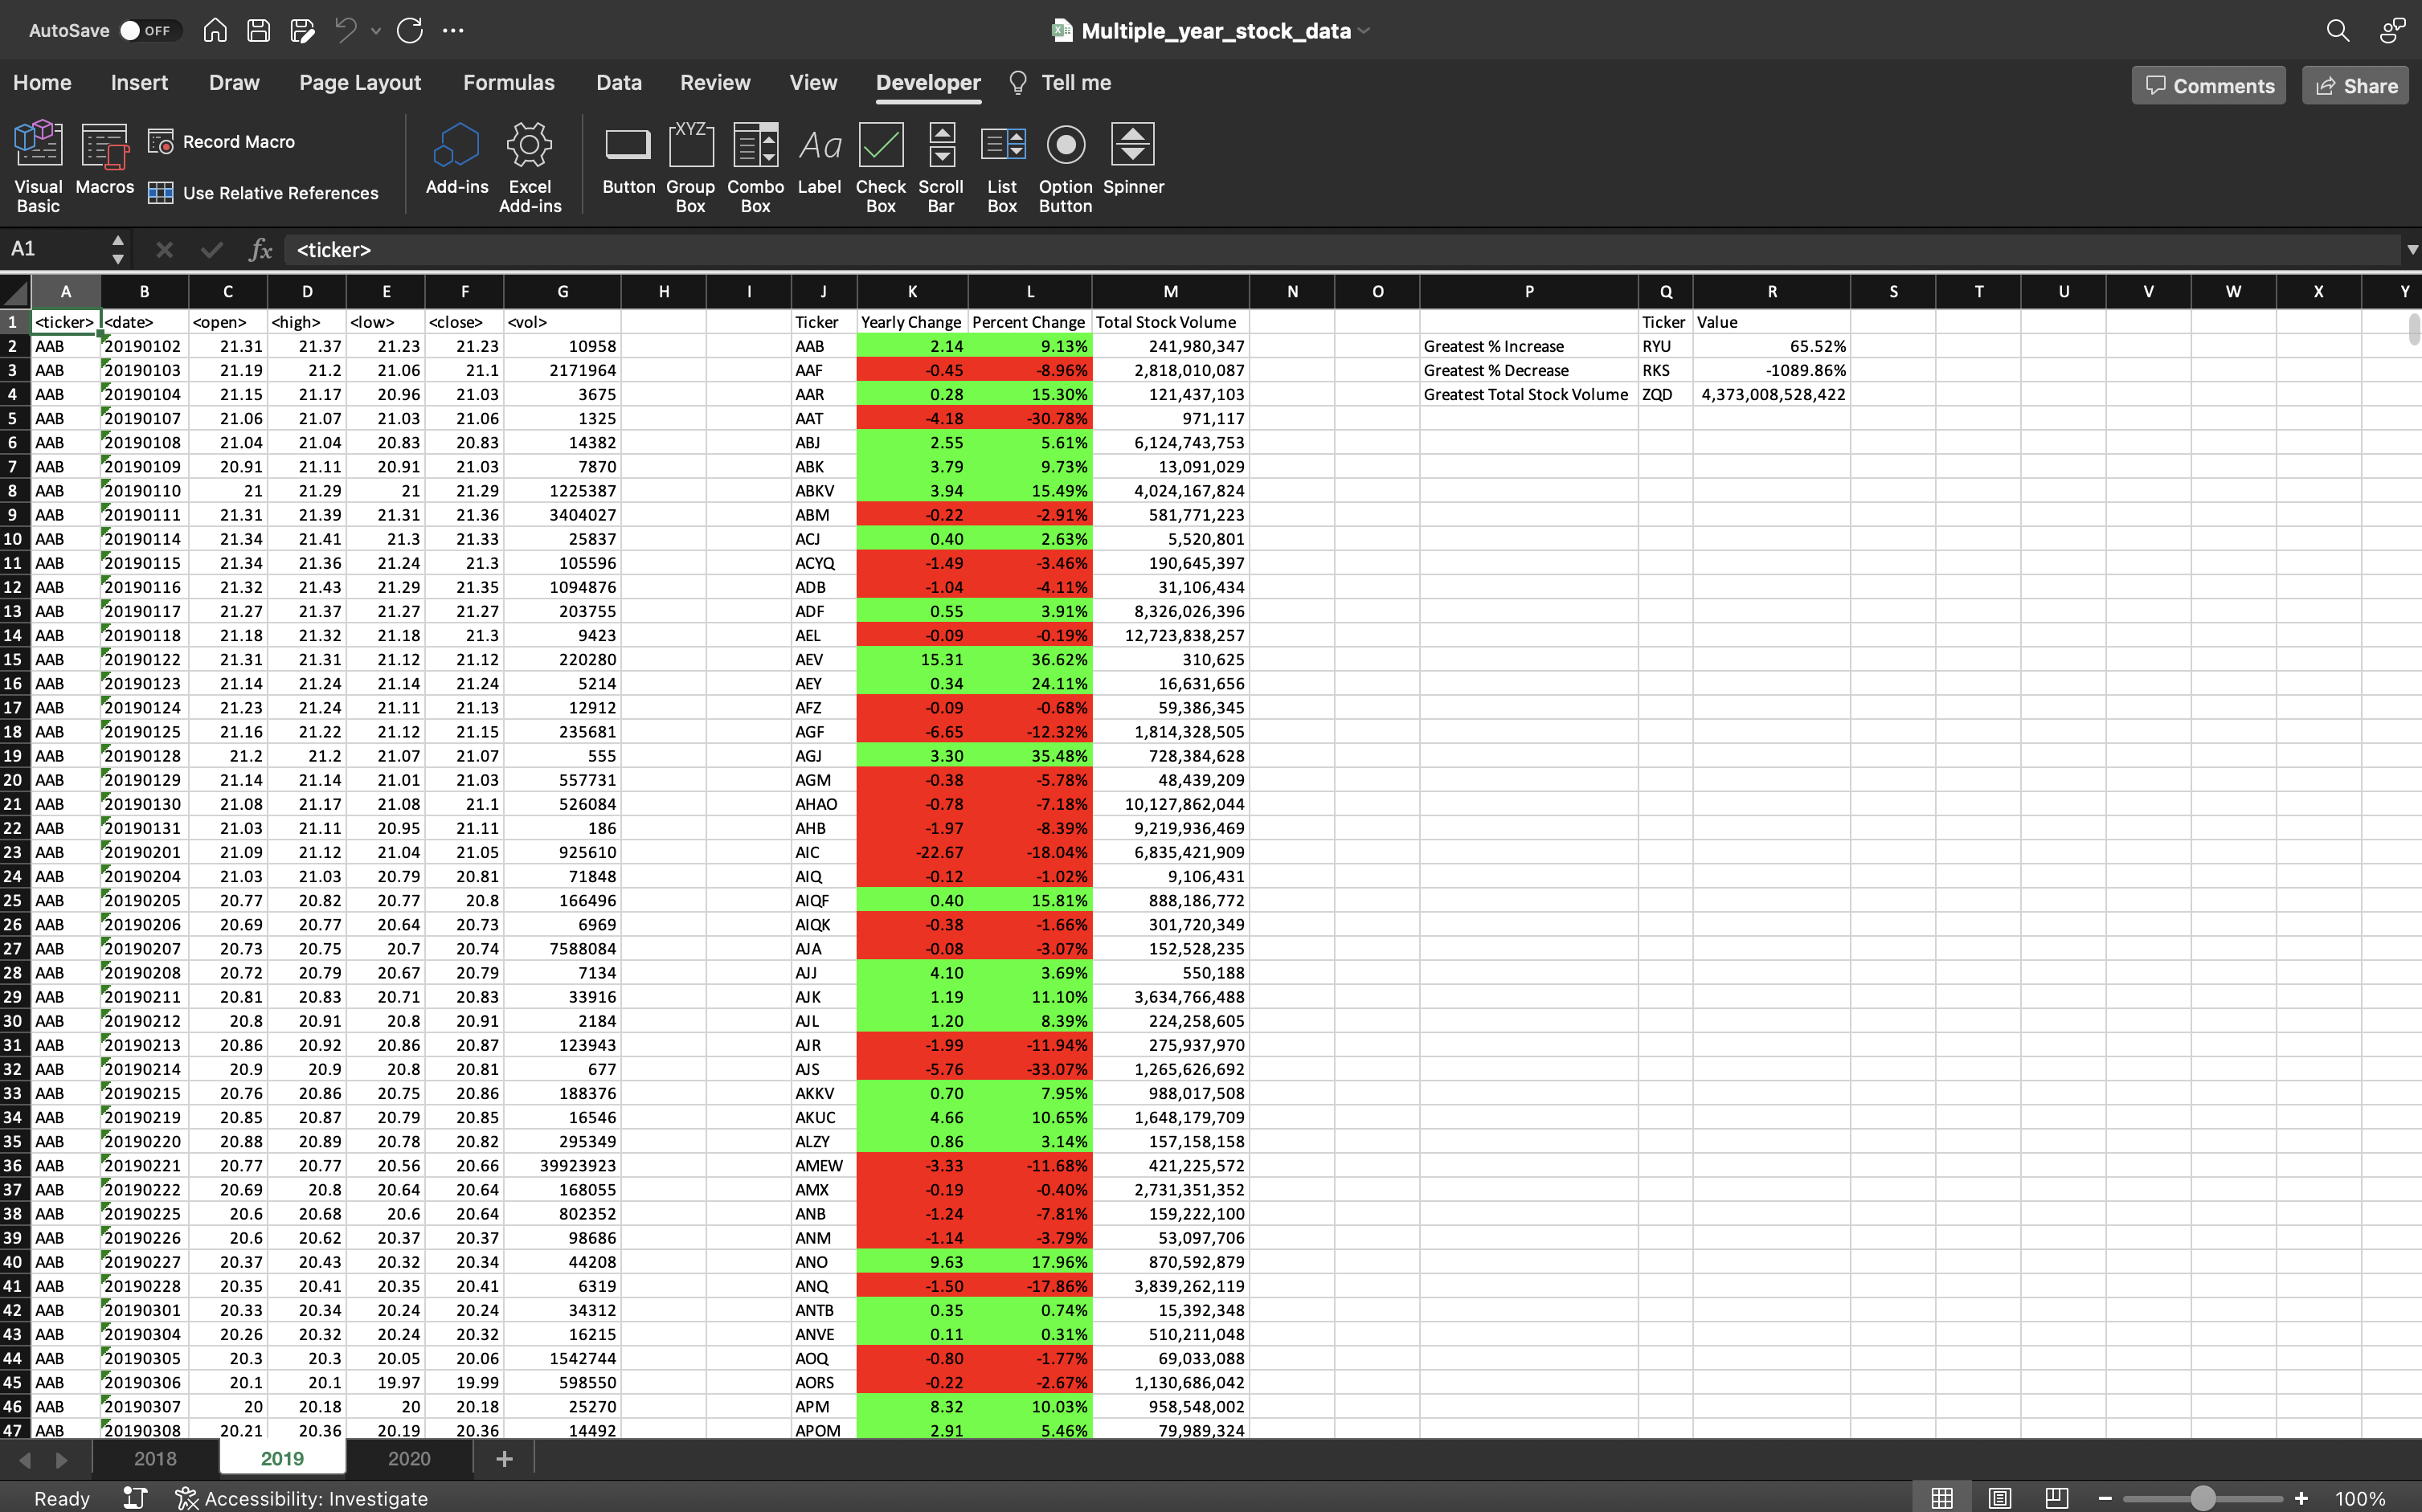 AutoSave OFF Multiple_year_stock_data
Home Insert Draw Page Layout Formulas Data Review View Developer Tell me Comments Share
Record Macro
Visual Basic Macros Use Relative References Add-ins Excel Add-ins Button Group Box Combo Box Label Check Box Scroll Bar List Box Option Button Spinner
A1 fx <ticker>
A B C D E F G H I J K L M N O P Q R S T U V W X Y
1 <ticker> <date> <open> <high> <low> <close> <vol> Ticker Yearly Change Percent Change Total Stock Volume Ticker Value
2 AAB 20190102 21.31 21.37 21.23 21.23 10958 AAB 2.14 9.13% 241,980,347 Greatest % Increase RYU 65.52%
3 AAB 20190103 21.19 21.2 21.06 21.1 2171964 AAF -0.45 -8.96% 2,818,010,087 Greatest % Decrease RKS -1089.86%
4 AAB 20190104 21.15 21.17 20.96 21.03 3675 AAR 0.28 15.30% 121,437,103 Greatest Total Stock Volume ZQD 4,373,008,528,422
5 AAB 20190107 21.06 21.07 21.03 21.06 1325 AAT -4.18 -30.78% 971,117
6 AAB 20190108 21.04 21.04 20.83 20.83 14382 ABJ 2.55 5.61% 6,124,743,753
7 AAB 20190109 20.91 21.11 20.91 21.03 7870 ABK 3.79 9.73% 13,091,029
8 AAB 20190110 21 21.29 21 21.29 1225387 ABKV 3.94 15.49% 4,024,167,824
9 AAB 20190111 21.31 21.39 21.31 21.36 3404027 ABM -0.22 -2.91% 581,771,223
10 AAB 20190114 21.34 21.41 21.3 21.33 25837 ACJ 0.40 2.63% 5,520,801
11 AAB 20190115 21.34 21.36 21.24 21.3 105596 ACYQ -1.49 -3.46% 190,645,397
12 AAB 20190116 21.32 21.43 21.29 21.35 1094876 ADB -1.04 -4.11% 31,106,434
13 AAB 20190117 21.27 21.37 21.27 21.27 203755 ADF 0.55 3.91% 8,326,026,396
14 AAB 20190118 21.18 21.32 21.18 21.3 9423 AEL -0.09 -0.19% 12,723,838,257
15 AAB 20190122 21.31 21.31 21.12 21.12 220280 AEV 15.31 36.62% 310,625
16 AAB 20190123 21.14 21.24 21.14 21.24 5214 AEY 0.34 24.11% 16,631,656
17 AAB 20190124 21.23 21.24 21.11 21.13 12912 AFZ -0.09 -0.68% 59,386,345
18 AAB 20190125 21.16 21.22 21.12 21.15 235681 AGF -6.65 -12.32% 1,814,328,505
19 AAB 20190128 21.2 21.2 21.07 21.07 555 AGJ 3.30 35.48% 728,384,628
20 AAB 20190129 21.14 21.14 21.01 21.03 557731 AGM -0.38 -5.78% 48,439,209
21 AAB 20190130 21.08 21.17 21.08 21.1 526084 AHAO -0.78 -7.18% 10,127,862,044
22 AAB 20190131 21.03 21.11 20.95 21.11 186 AHB -1.97 -8.39% 9,219,936,469
23 AAB 20190201 21.09 21.12 21.04 21.05 925610 AIC -22.67 -18.04% 6,835,421,909
24 AAB 20190204 21.03 21.03 20.79 20.81 71848 AIQ -0.12 -1.02% 9,106,431
25 AAB 20190205 20.77 20.82 20.77 20.8 166496 AIQF 0.40 15.81% 888,186,772
26 AAB 20190206 20.69 20.77 20.64 20.73 6969 AIQK -0.38 -1.66% 301,720,349
27 AAB 20190207 20.73 20.75 20.7 20.74 7588084 AJA -0.08 -3.07% 152,528,235
28 AAB 20190208 20.72 20.79 20.67 20.79 7134 AJJ 4.10 3.69% 550,188
29 AAB 20190211 20.81 20.83 20.71 20.83 33916 AJK 1.19 11.10% 3,634,766,488
30 AAB 20190212 20.8 20.91 20.8 20.91 2184 AJL 1.20 8.39% 224,258,605
31 AAB 20190213 20.86 20.92 20.86 20.87 123943 AJR -1.99 -11.94% 275,937,970
32 AAB 20190214 20.9 20.9 20.8 20.81 677 AJS -5.76 -33.07% 1,265,626,692
33 AAB 20190215 20.76 20.86 20.75 20.86 188376 AKKV 0.70 7.95% 988,017,508
34 AAB 20190219 20.85 20.87 20.79 20.85 16546 AKUC 4.66 10.65% 1,648,179,709
35 AAB 20190220 20.88 20.89 20.78 20.82 295349 ALZY 0.86 3.14% 157,158,158
36 AAB 20190221 20.77 20.77 20.56 20.66 39923923 AMEW -3.33 -11.68% 421,225,572
37 AAB 20190222 20.69 20.8 20.64 20.64 168055 AMX -0.19 -0.40% 2,731,351,352
38 AAB 20190225 20.6 20.68 20.6 20.64 802352 ANB -1.24 -7.81% 159,222,100
39 AAB 20190226 20.6 20.62 20.37 20.37 98686 ANM -1.14 -3.79% 53,097,706
40 AAB 20190227 20.37 20.43 20.32 20.34 44208 ANO 9.63 17.96% 870,592,879
41 AAB 20190228 20.35 20.41 20.35 20.41 6319 ANQ -1.50 -17.86% 3,839,262,119
42 AAB 20190301 20.33 20.34 20.24 20.24 34312 ANTB 0.35 0.74% 15,392,348
43 AAB 20190304 20.26 20.32 20.24 20.32 16215 ANVE 0.11 0.31% 510,211,048
44 AAB 20190305 20.3 20.3 20.05 20.06 1542744 AOQ -0.80 -1.77% 69,033,088
45 AAB 20190306 20.1 20.1 19.97 19.99 598550 AORS -0.22 -2.67% 1,130,686,042
46 AAB 20190307 20 20.18 20 20.18 25270 APM 8.32 10.03% 958,548,002
47 AAB 20190308 20.21 20.36 20.19 20.36 14492 APOM 2.91 5.46% 79,989,324
2018 2019 2020 +
Ready Accessibility: Investigate 100%